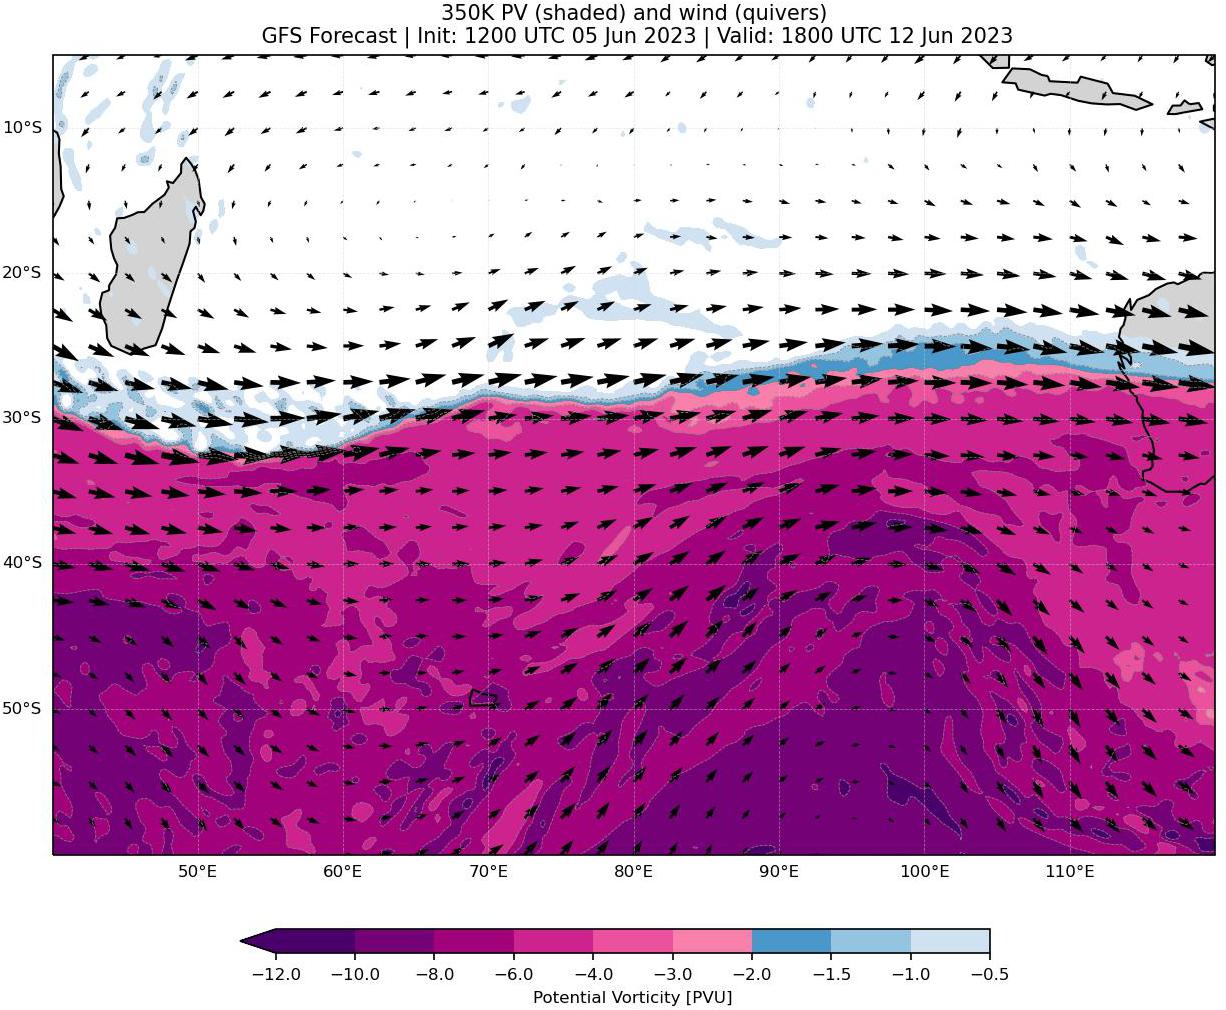 350K PV (shaded) and wind (quivers)
GFS Forecast | Init: 1200 UTC 05 Jun 2023 | Valid: 1800 UTC 12 Jun 2023
10°S
20°S
30°S
40°S
50°S
50°E 60°E 70°E 80°E 90°E 100°E 110°E
−12.0 −10.0 −8.0 −6.0 −4.0 −3.0 −2.0 −1.5 −1.0 −0.5
Potential Vorticity [PVU]